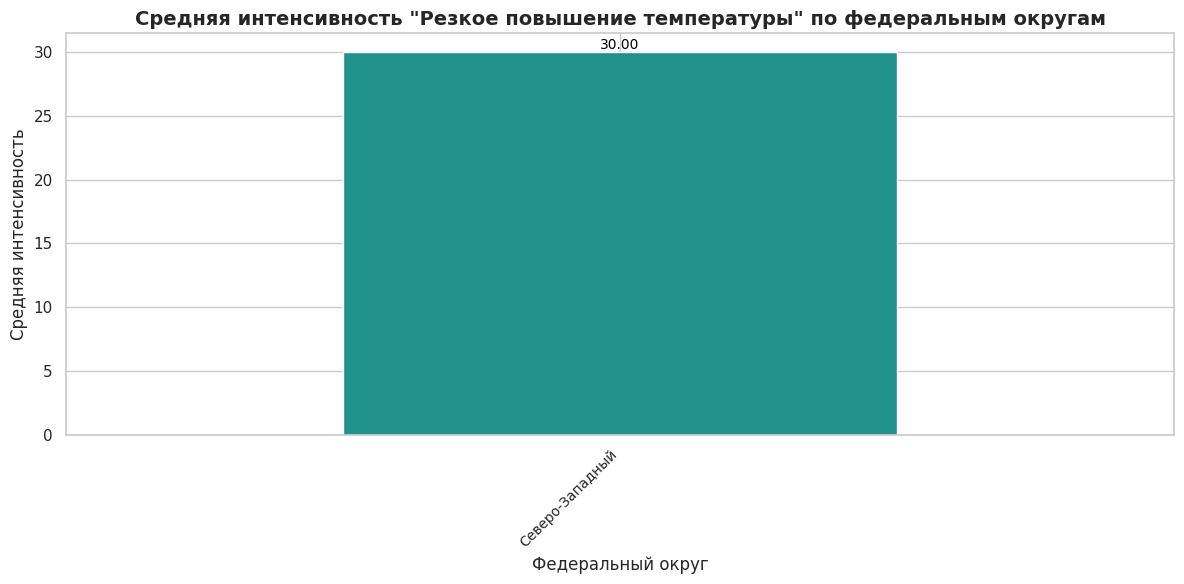 Средняя интенсивность "Резкое повышение температуры" по федеральным округам
30.00
30
25
20
15
10
5
0
Средняя интенсивность
Северо-Западный
Федеральный округ